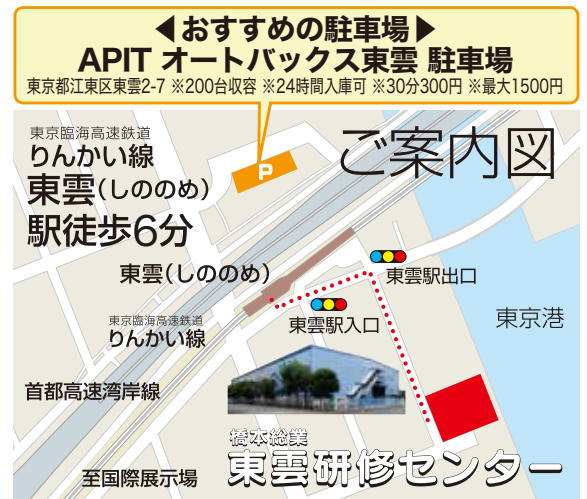 ◀おすすめの駐車場▶
APIT オートバックス東雲 駐車場
東京都江東区東雲2-7 ※200台収容 ※24時間入庫可 ※30分300円 ※最大1500円
ご案内図
東京臨海高速鉄道
りんかい線
東雲(しののめ)
駅徒歩6分
P
東雲(しののめ)
東雲駅出口
東京臨海高速鉄道
りんかい線
東雲駅入口
東京港
首都高速湾岸線
橋本総業
東雲研修センター
至国際展示場